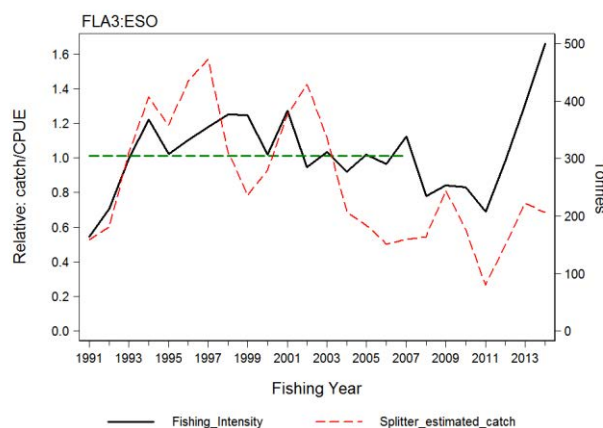 FLA3:ESO
Relative: catch/CPUE
1.6
1.4
1.2
1.0
0.8
0.6
0.4
0.2
0.0
500
400
300
200
100
0
Tonnes
1991 1993 1995 1997 1999 2001 2003 2005 2007 2009 2011 2013
Fishing Year
Fishing_Intensity Splitter_estimated_catch